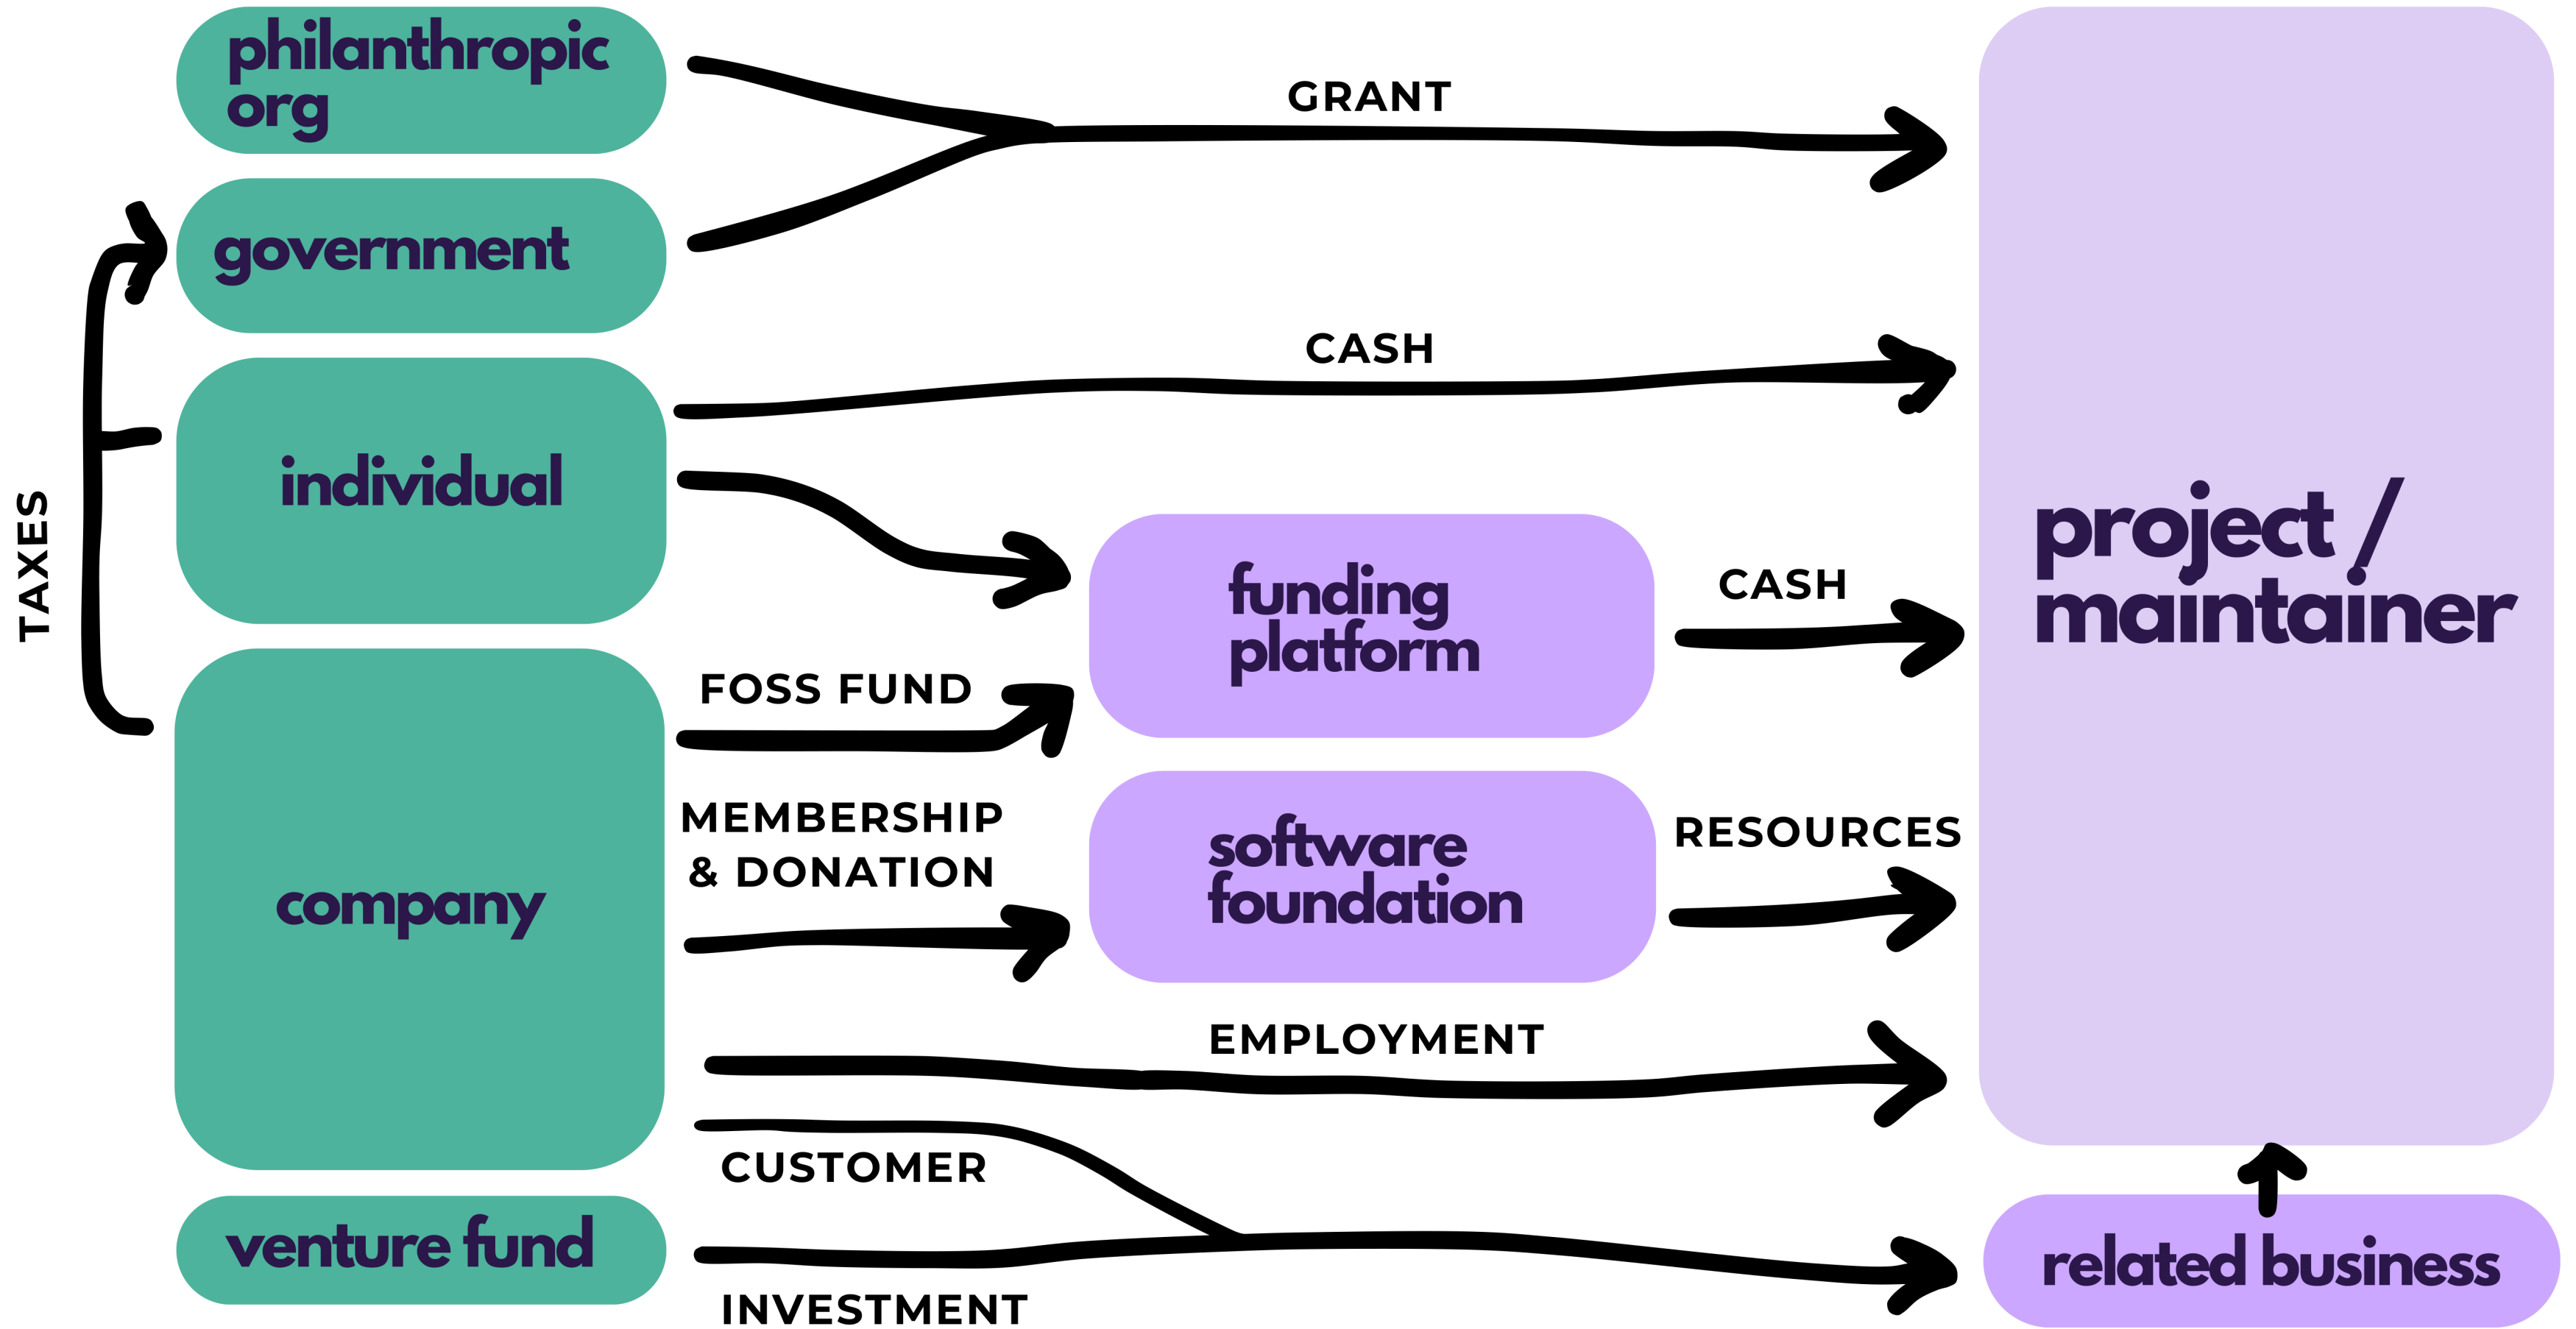 philanthropic
org
GRANT
government
CASH
individual
TAXES
project /
maintainer
funding
platform
CASH
FOSS FUND
MEMBERSHIP
& DONATION
software
foundation
RESOURCES
company
EMPLOYMENT
CUSTOMER
venture fund
related business
INVESTMENT